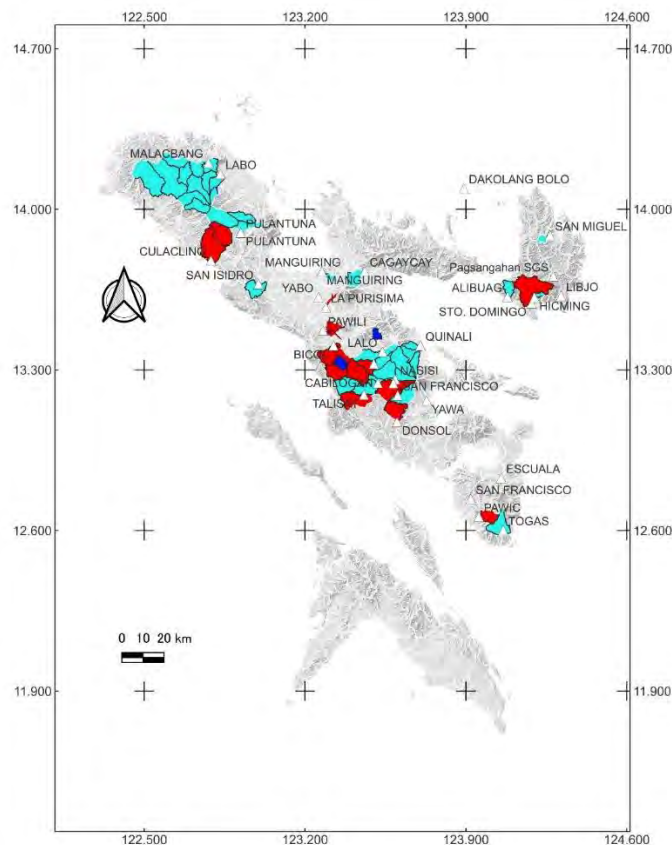 122.500 123.200 123.900 124.600
14.700 14.700
MALACBANG LABO
DAKOLANG BOLO
14.000 14.000
PULANTUNA
SAN MIGUEL
PULANTUNA
CULACLING
MANGUIRING CAGAYCAY
SAN ISIDRO
Pagsangahan SGS
MANGUIRING
YABO
ALIBUAG LIBJO
LA PURISIMA
HICMING
STO. DOMINGO
PAWILI
LALO QUINALI
BICO
13.300 13.300
NASISI
CABILOGAN SAN FRANCISCO
TALIS
YAWA
DONSOL
ESCUALA
SAN FRANCISCO
PAWIC
12.600 12.600
TOGAS
0 10 20 km
11.900 11.900
122.500 123.200 123.900 124.600